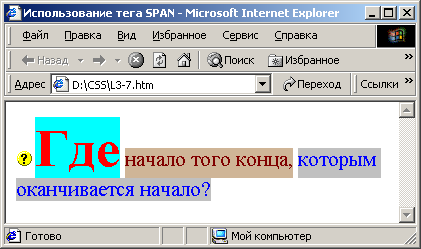 Использование тега SPAN - Microsoft Internet Explorer
Файл Правка Вид Избранное Сервис Справка
Назад Поиск Избранное »
Адрес D:\CSS\L3-7.htm Переход Ссылки »
? Где начало того конца, которым
оканчивается начало?
Готово Мой компьютер